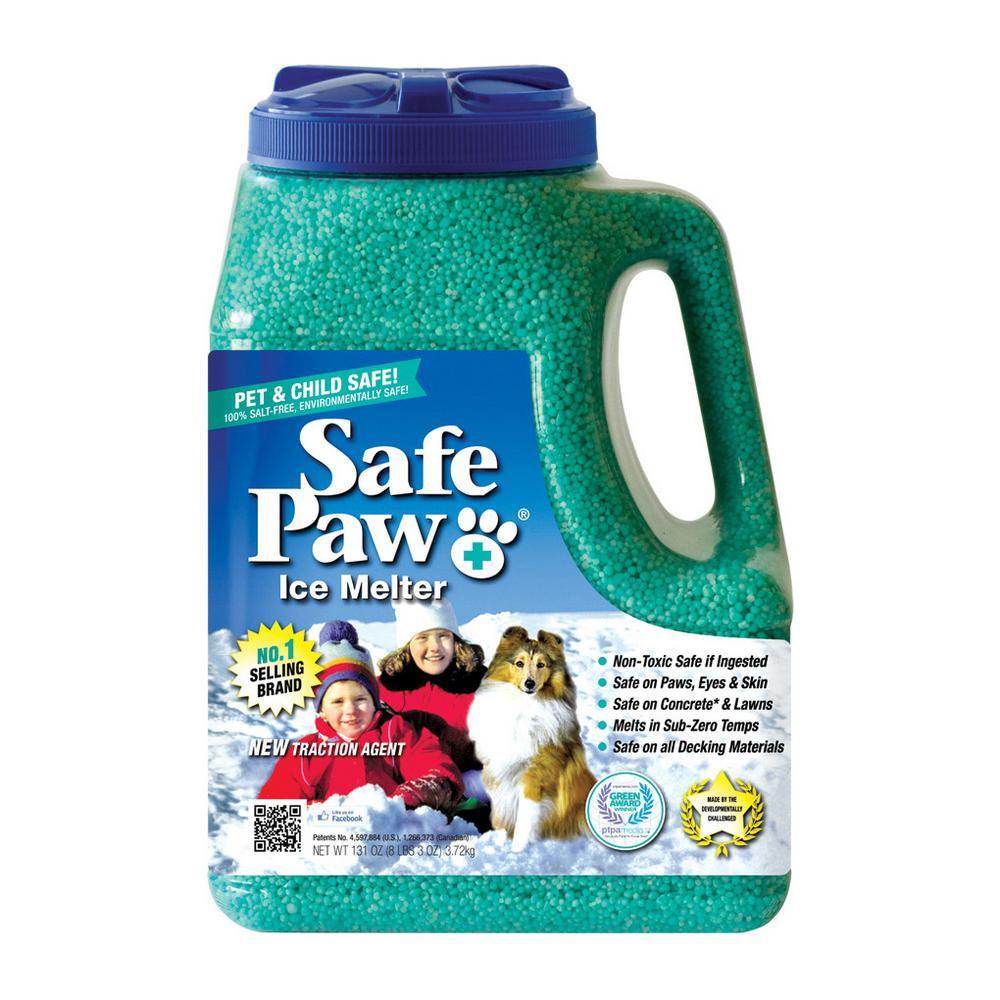 PET & CHILD SAFE!
100% SALT-FREE, ENVIRONMENTALLY SAFE!
Safe
Paw®
Ice Melter
NO.1
SELLING
BRAND
NEW TRACTION AGENT
Non-Toxic Safe if Ingested
Safe on Paws, Eyes & Skin
Safe on Concrete* & Lawns
Melts in Sub-Zero Temps
Safe on all Decking Materials
GREEN
AWARD
WINNER
ptpamedia
MADE BY THE
DEVELOPMENTALLY
CHALLENGED
Like us on
Facebook
Patents No. 4,597,884 (U.S.), 1,266,373 (Canadian)
NET WT 131 OZ (8 LBS 3 OZ) 3.72kg